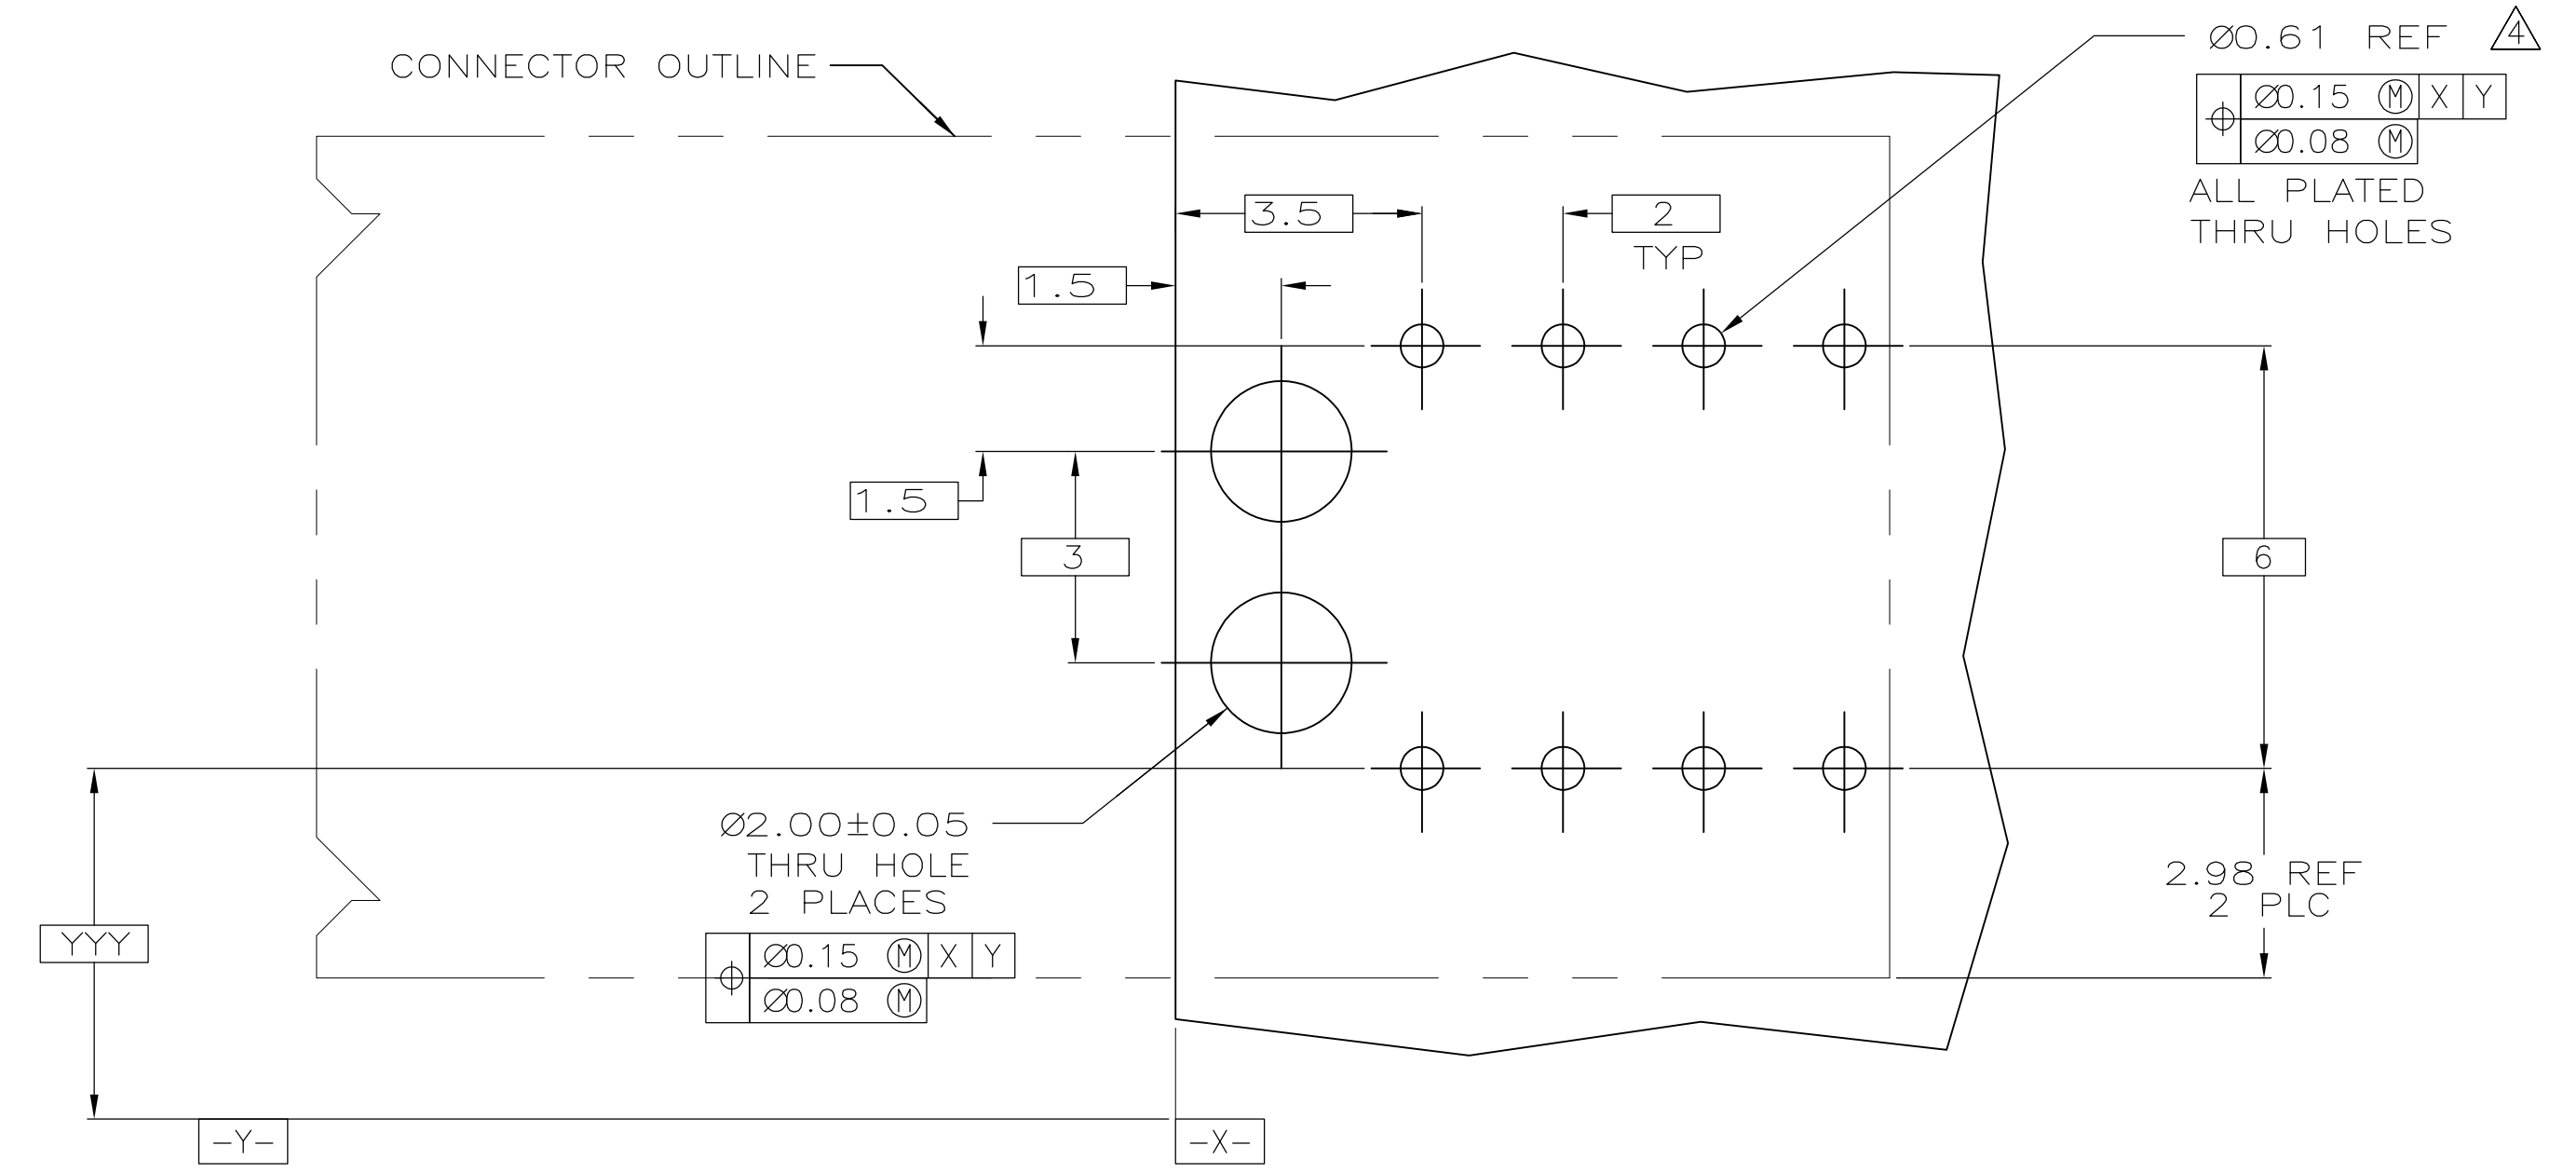 CONNECTOR OUTLINE
Ø0.61 REF 4
Ø0.15 Ⓜ X Y
Ø0.08 Ⓜ
ALL PLATED
THRU HOLES
3.5
2
TYP
1.5
1.5
3
6
Ø2.00±0.05
THRU HOLE
2 PLACES
Ø0.15 Ⓜ X Y
Ø0.08 Ⓜ
2.98 REF
2 PLC
YYY
-Y-
-X-